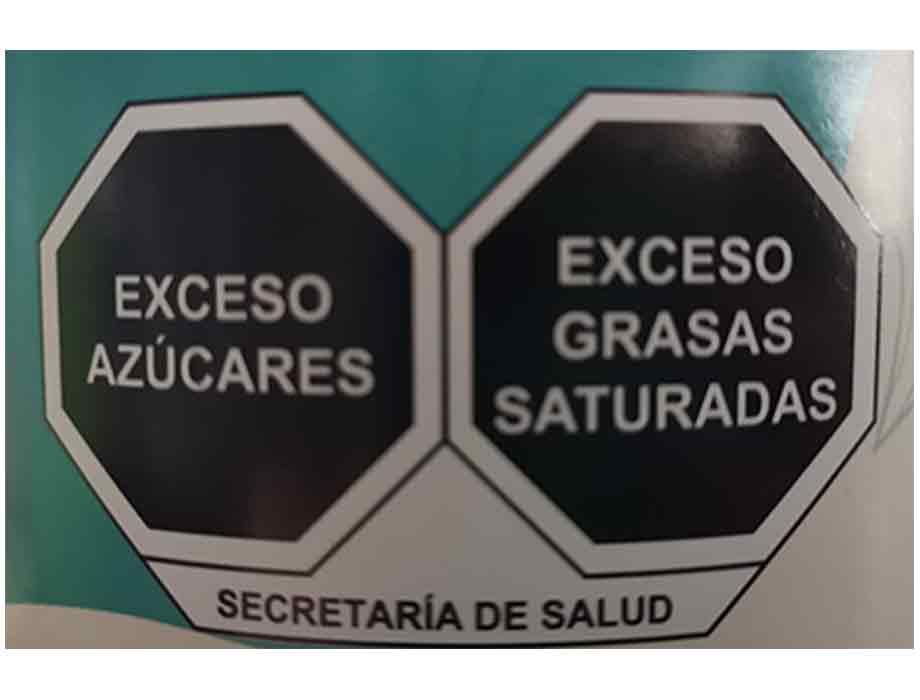 EXCESO
AZÚCARES
EXCESO
GRASAS
SATURADAS
SECRETARÍA DE SALUD